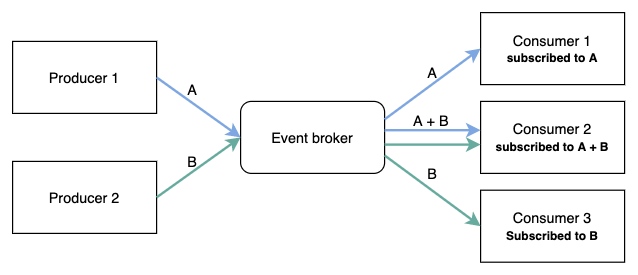 Producer 1
A
Producer 2
B
Event broker
A
A + B
B
Consumer 1
subscribed to A
Consumer 2
subscribed to A + B
Consumer 3
Subscribed to B